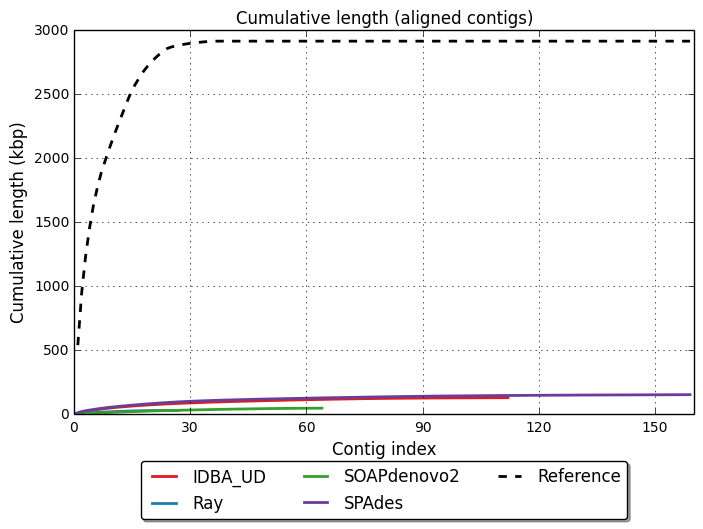 Cumulative length (aligned contigs)
3000
2500
2000
1500
1000
500
0
Cumulative length (kbp)
0 30 60 90 120 150
Contig index
IDBA_UD SOAPdenovo2 Reference
Ray SPAdes